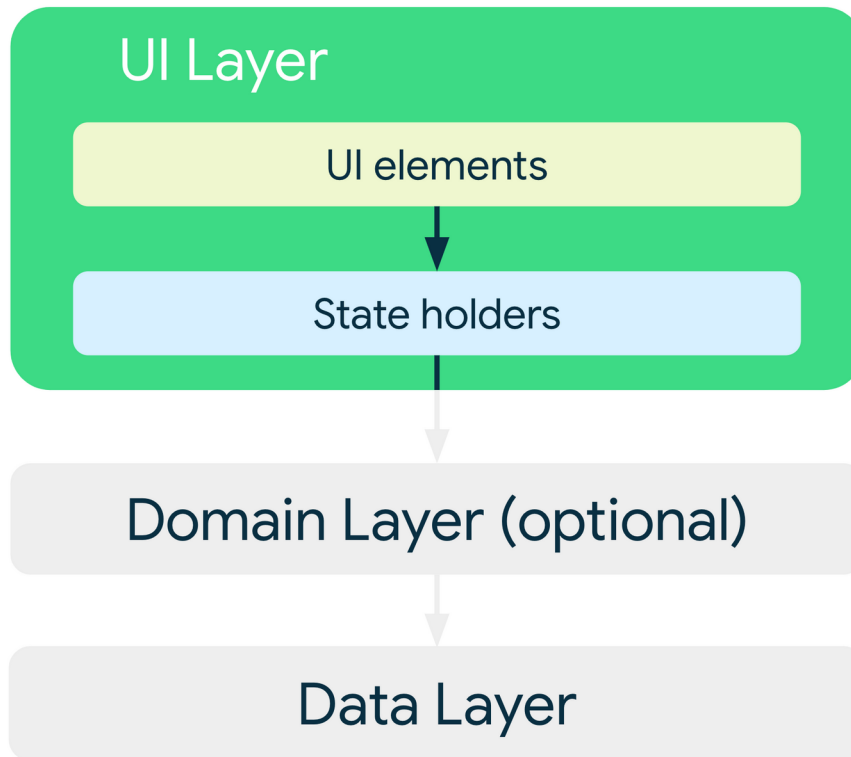 UI Layer
UI elements
State holders
Domain Layer (optional)
Data Layer